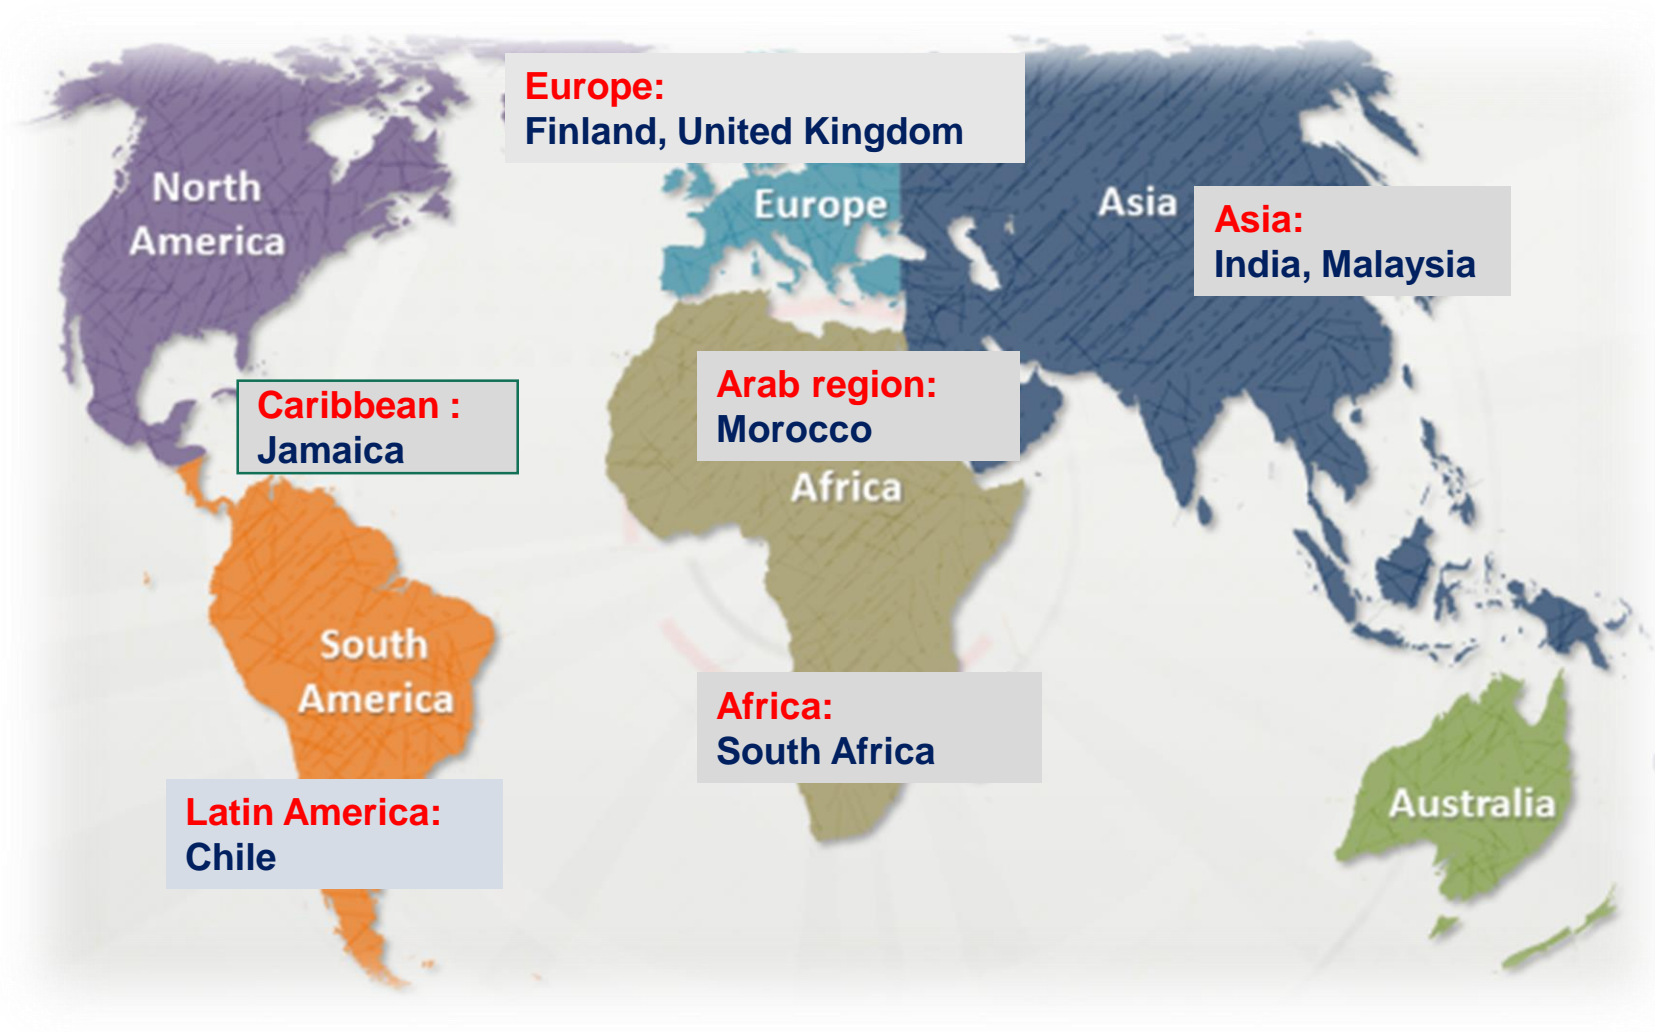 Europe:
Finland, United Kingdom
North
America
Europe
Asia
Asia:
India, Malaysia
Caribbean :
Jamaica
Arab region:
Morocco
Africa
South
America
Africa:
South Africa
Latin America:
Chile
Australia